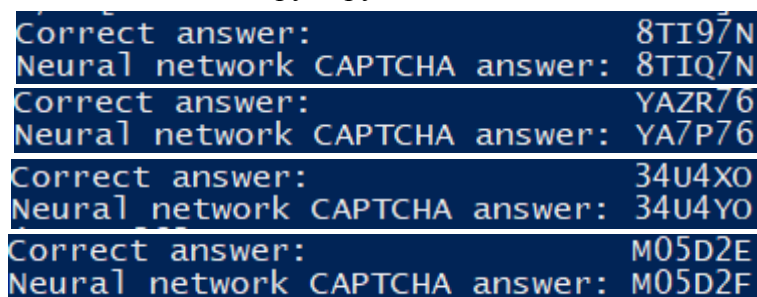 Correct answer: 8TI97N
Neural network CAPTCHA answer: 8TIQ7N
Correct answer: YAZR76
Neural network CAPTCHA answer: YA7P76
Correct answer: 34U4XO
Neural network CAPTCHA answer: 34U4YO
Correct answer: M05D2E
Neural network CAPTCHA answer: M05D2F